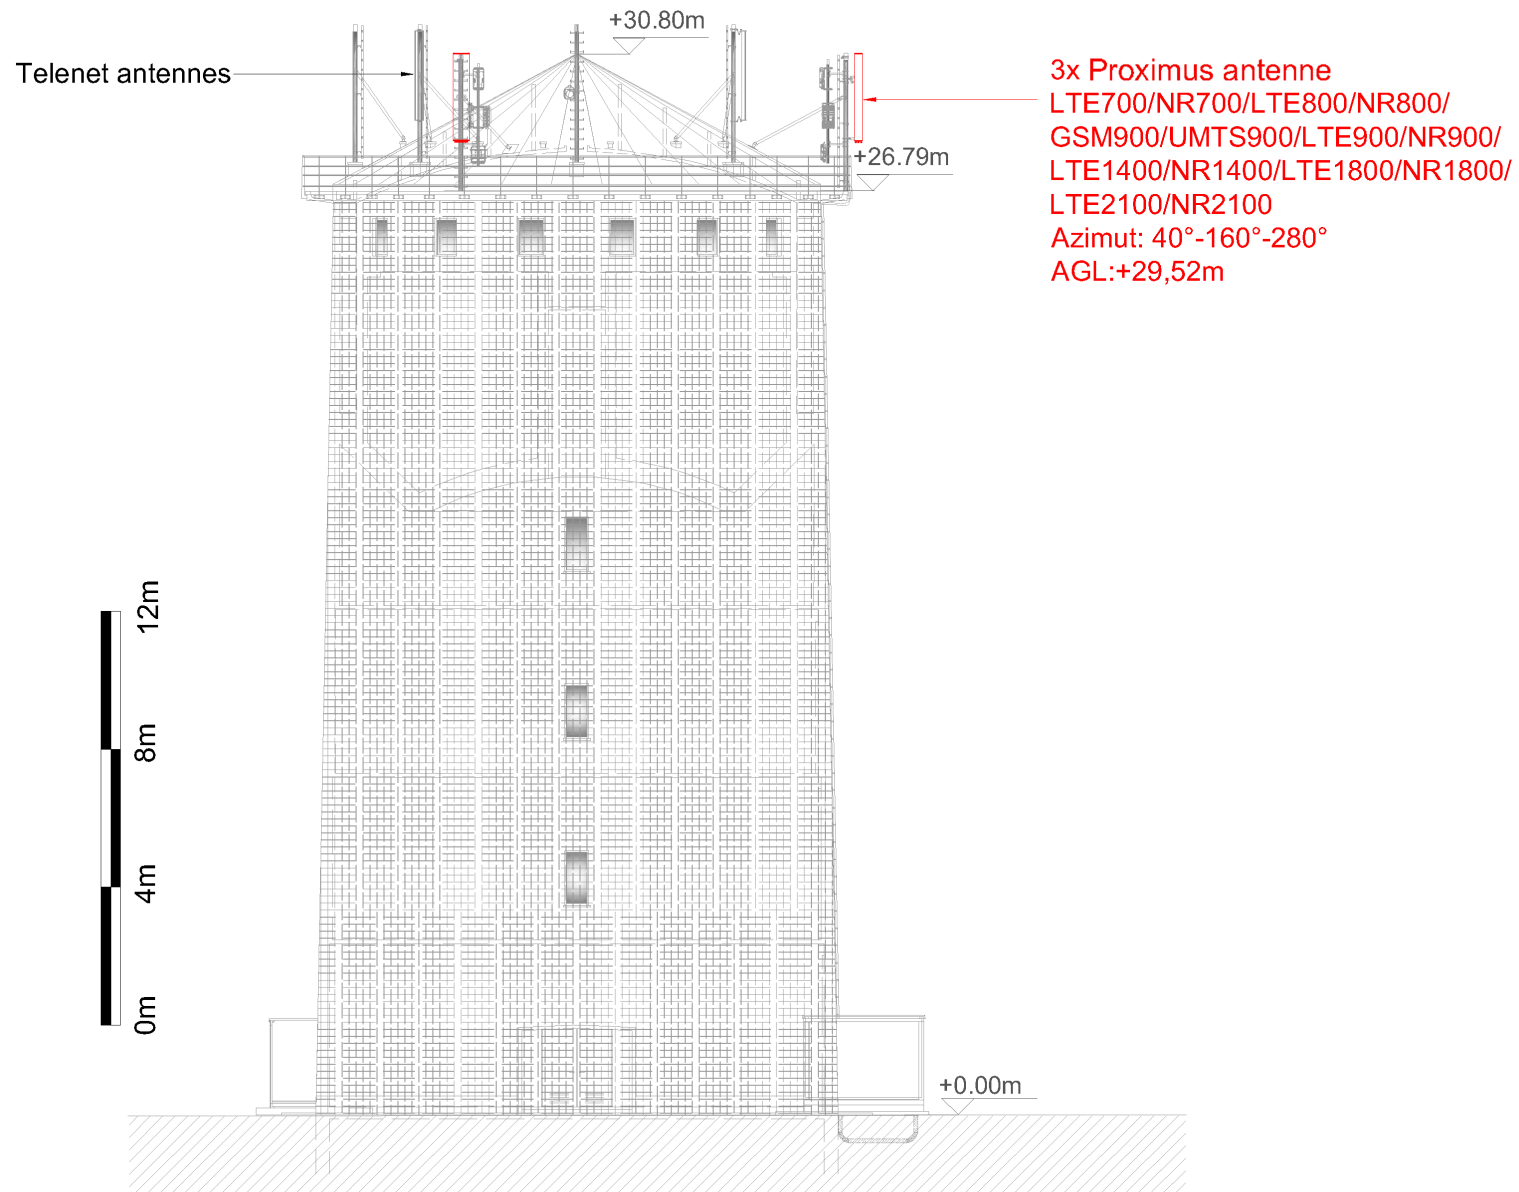 +30.80m
Telenet antennes
3x Proximus antenne
LTE700/NR700/LTE800/NR800/
GSM900/UMTS900/LTE900/NR900/
LTE1400/NR1400/LTE1800/NR1800/
LTE2100/NR2100
Azimut: 40°-160°-280°
AGL:+29,52m
+26.79m
12m
8m
4m
0m
+0.00m